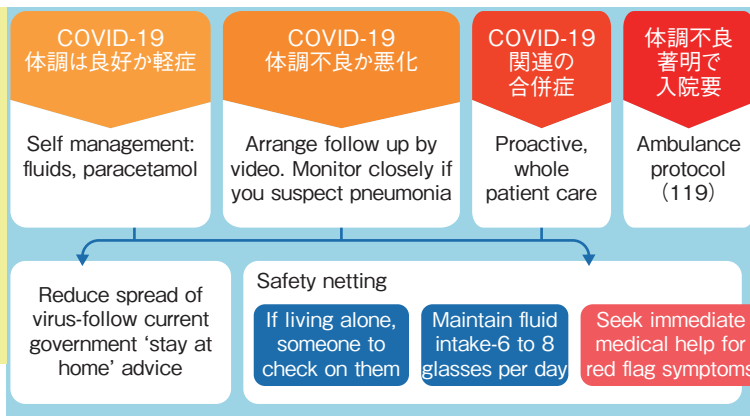 COVID-19
体調は良好か軽症
COVID-19
体調不良か悪化
COVID-19
関連の
合併症
体調不良
著明で
入院要
Self management:
fluids, paracetamol
Arrange follow up by
video. Monitor closely if
you suspect pneumonia
Proactive,
whole
patient care
Ambulance
protocol
（119）
Reduce spread of
virus-follow current
government ‘stay at
home’ advice
Safety netting
If living alone,
someone to
check on them
Maintain fluid
intake-6 to 8
glasses per day
Seek immediate
medical help for
red flag symptoms